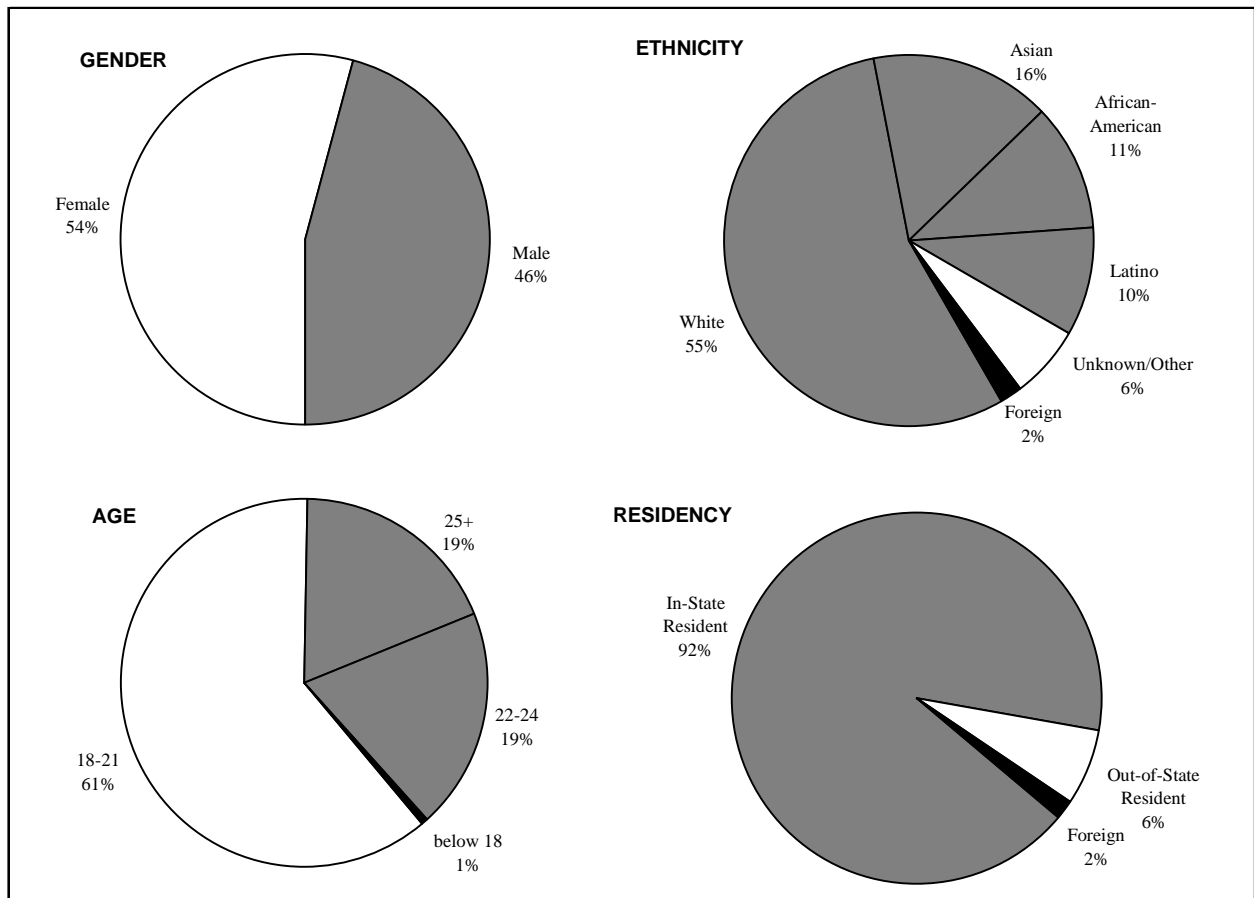 GENDER
Female
54%
Male
46%
ETHNICITY
Asian
16%
African-
American
11%
Latino
10%
Unknown/Other
6%
Foreign
2%
White
55%
AGE
25+
19%
22-24
19%
below 18
1%
18-21
61%
RESIDENCY
In-State
Resident
92%
Out-of-State
Resident
6%
Foreign
2%